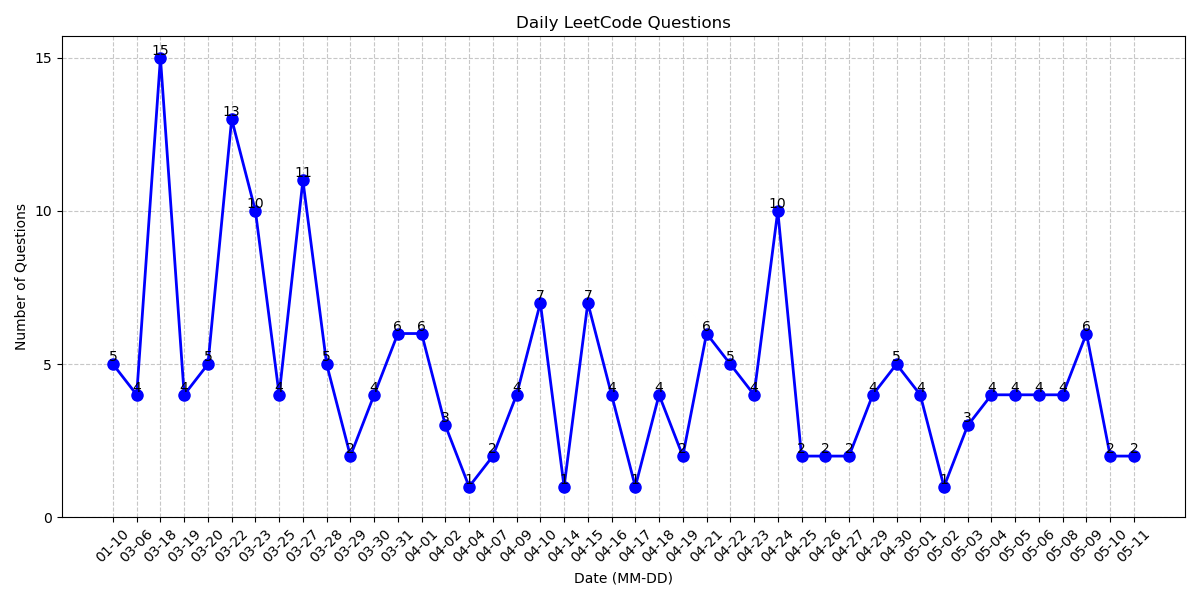 Daily LeetCode Questions
Number of Questions
15
10
5
0
5 4 15 4 5 13 10 4 11 5 2 4 6 6 3 1 2 4 7 1 7 4 1 4 2 6 5 4 10 2 2 2 4 5 4 1 3 4 4 4 4 6 2 2
01-10 03-06 03-18 03-19 03-20 03-22 03-23 03-25 03-27 03-28 03-29 03-30 03-31 04-01 04-02 04-04 04-07 04-09 04-10 04-14 04-15 04-16 04-17 04-18 04-19 04-21 04-22 04-23 04-24 04-25 04-26 04-27 04-29 04-30 05-01 05-02 05-03 05-04 05-05 05-06 05-08 05-09 05-10 05-11
Date (MM-DD)